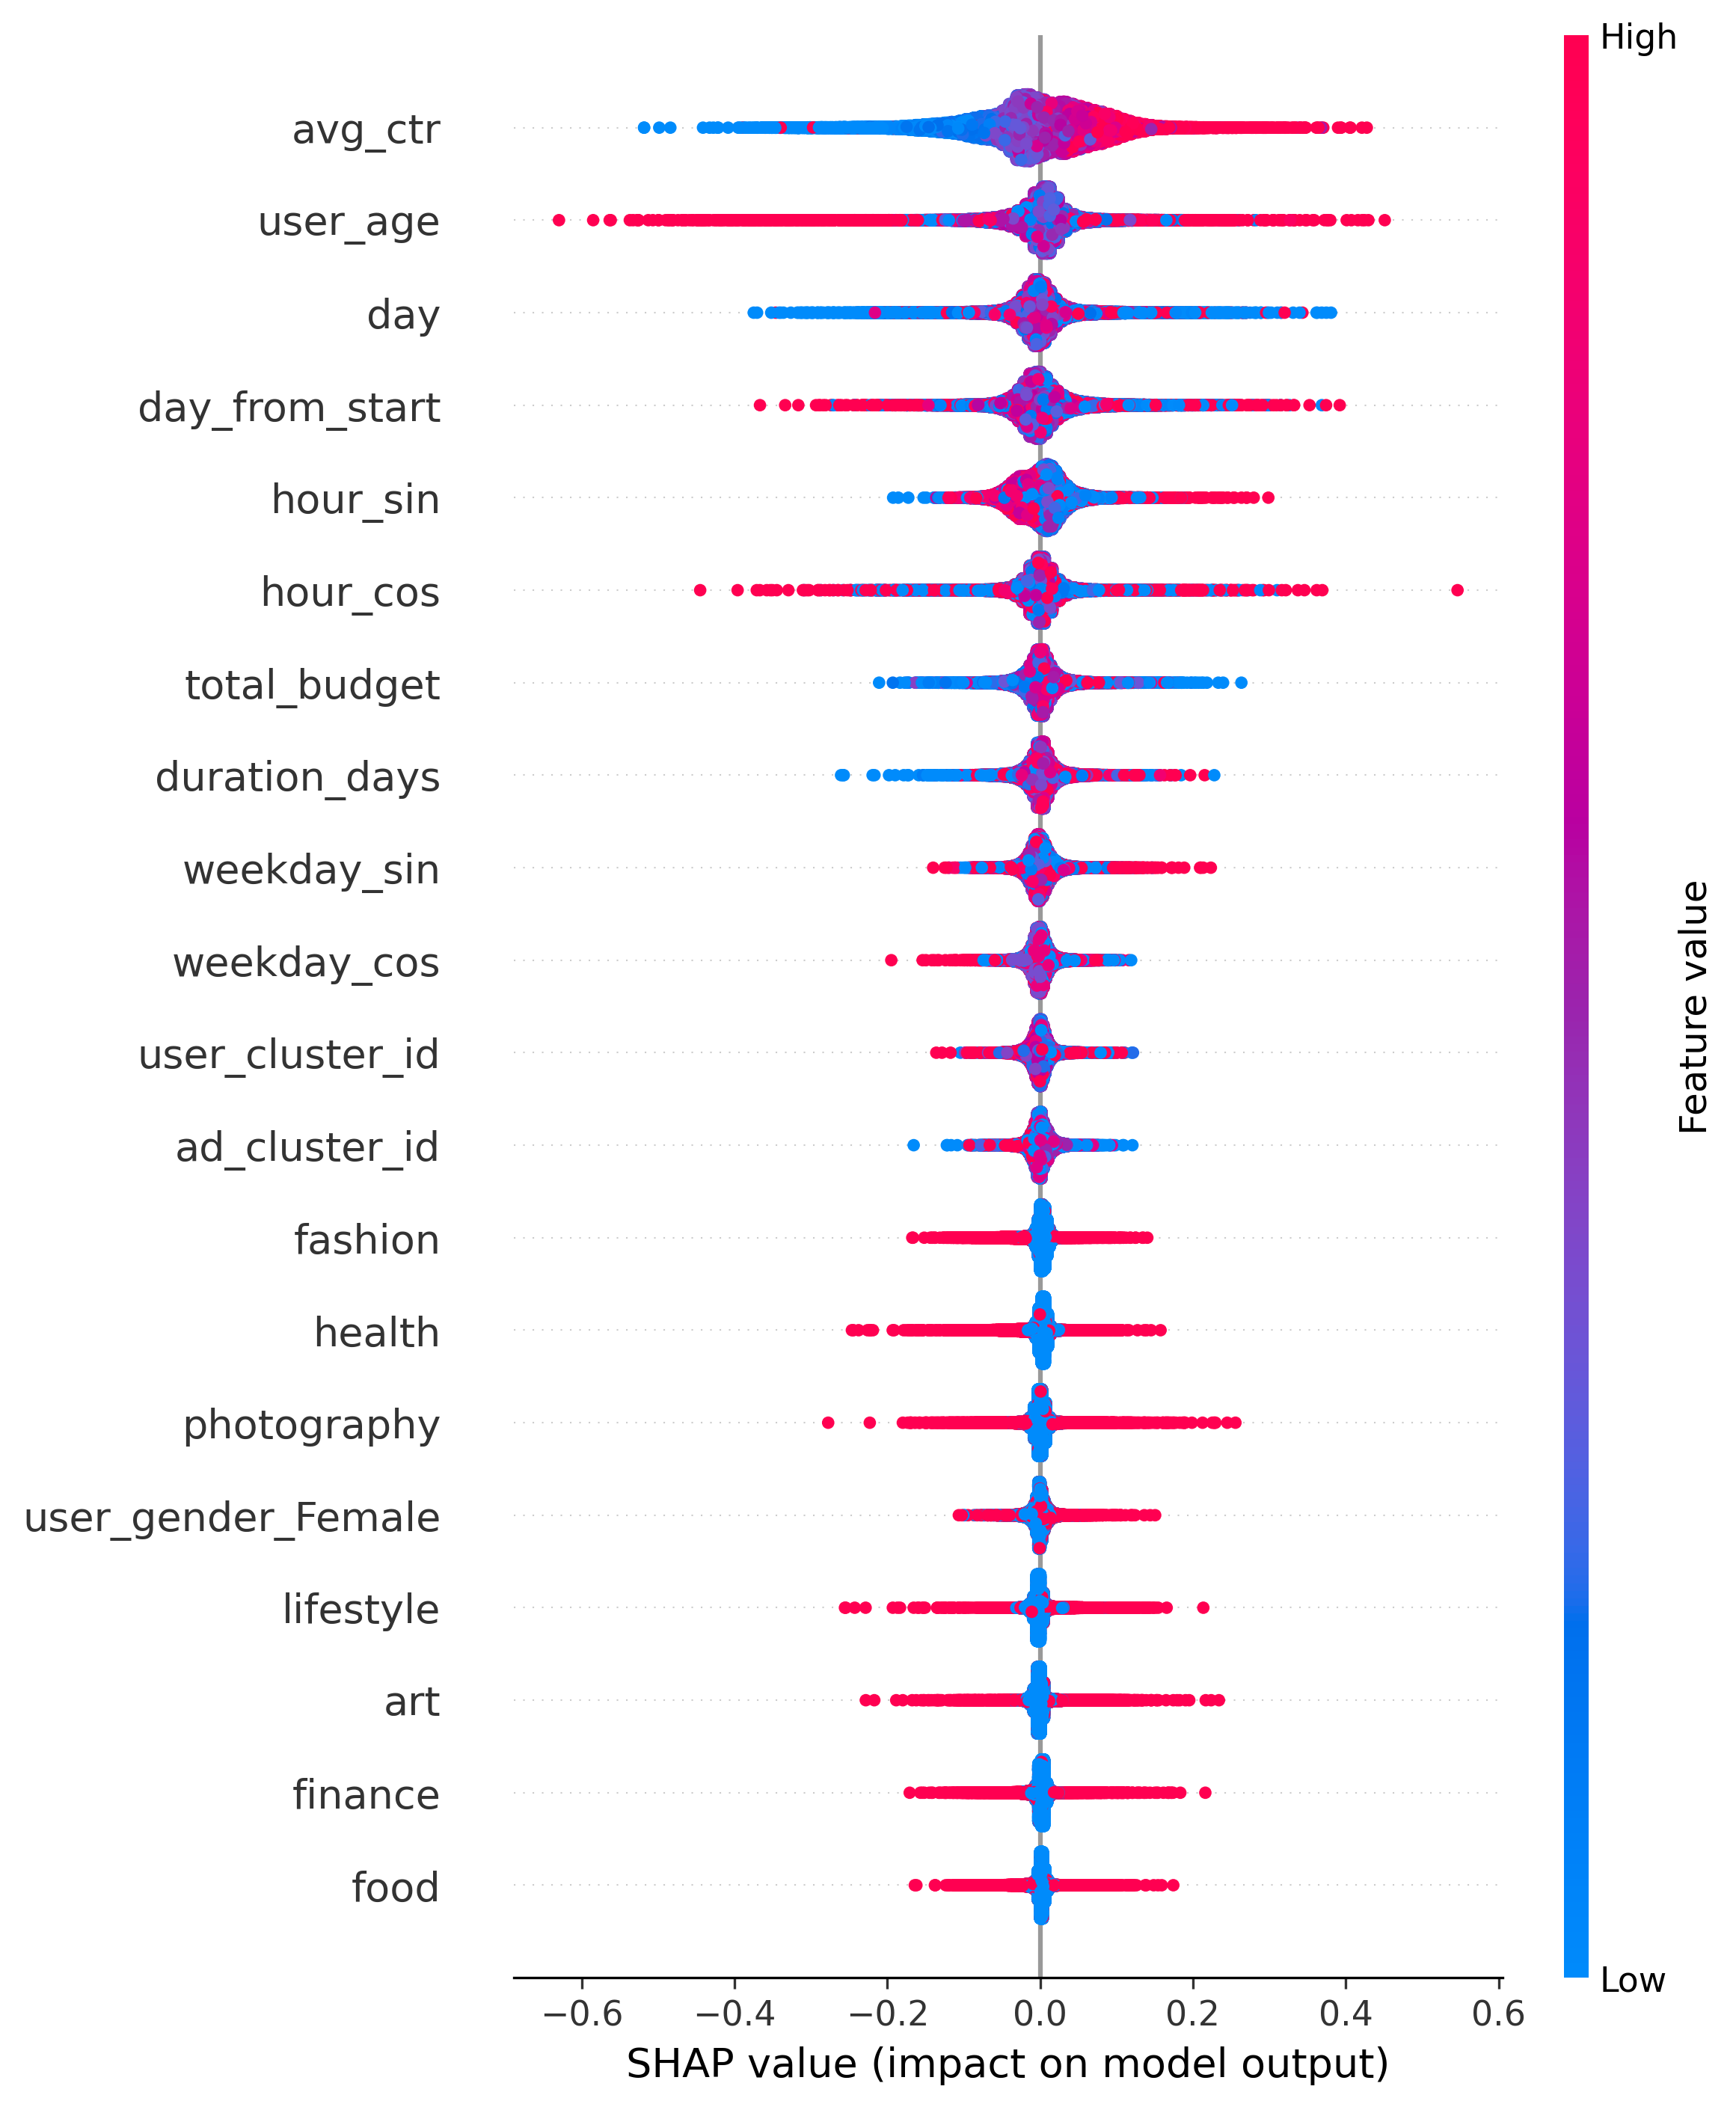 High
avg_ctr
user_age
day
day_from_start
hour_sin
hour_cos
total_budget
duration_days
weekday_sin
weekday_cos
user_cluster_id
ad_cluster_id
fashion
health
photography
user_gender_Female
lifestyle
art
finance
food
Feature value
Low
−0.6 −0.4 −0.2 0.0 0.2 0.4 0.6
SHAP value (impact on model output)